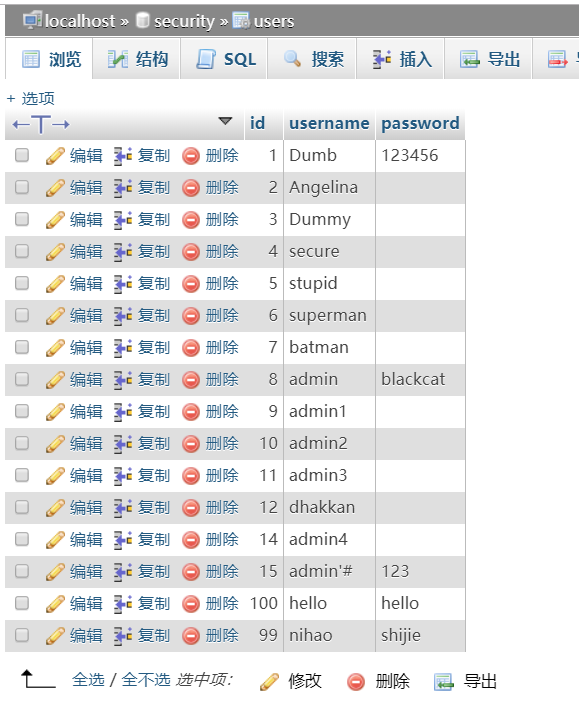 localhost » security » users
浏览 结构 SQL 搜索 插入 导出
+ 选项
←T→ id username password
编辑 复制 删除 1 Dumb 123456
编辑 复制 删除 2 Angelina
编辑 复制 删除 3 Dummy
编辑 复制 删除 4 secure
编辑 复制 删除 5 stupid
编辑 复制 删除 6 superman
编辑 复制 删除 7 batman
编辑 复制 删除 8 admin blackcat
编辑 复制 删除 9 admin1
编辑 复制 删除 10 admin2
编辑 复制 删除 11 admin3
编辑 复制 删除 12 dhakkan
编辑 复制 删除 14 admin4
编辑 复制 删除 15 admin'# 123
编辑 复制 删除 100 hello hello
编辑 复制 删除 99 nihao shijie
全选 / 全不选 选中项: 修改 删除 导出